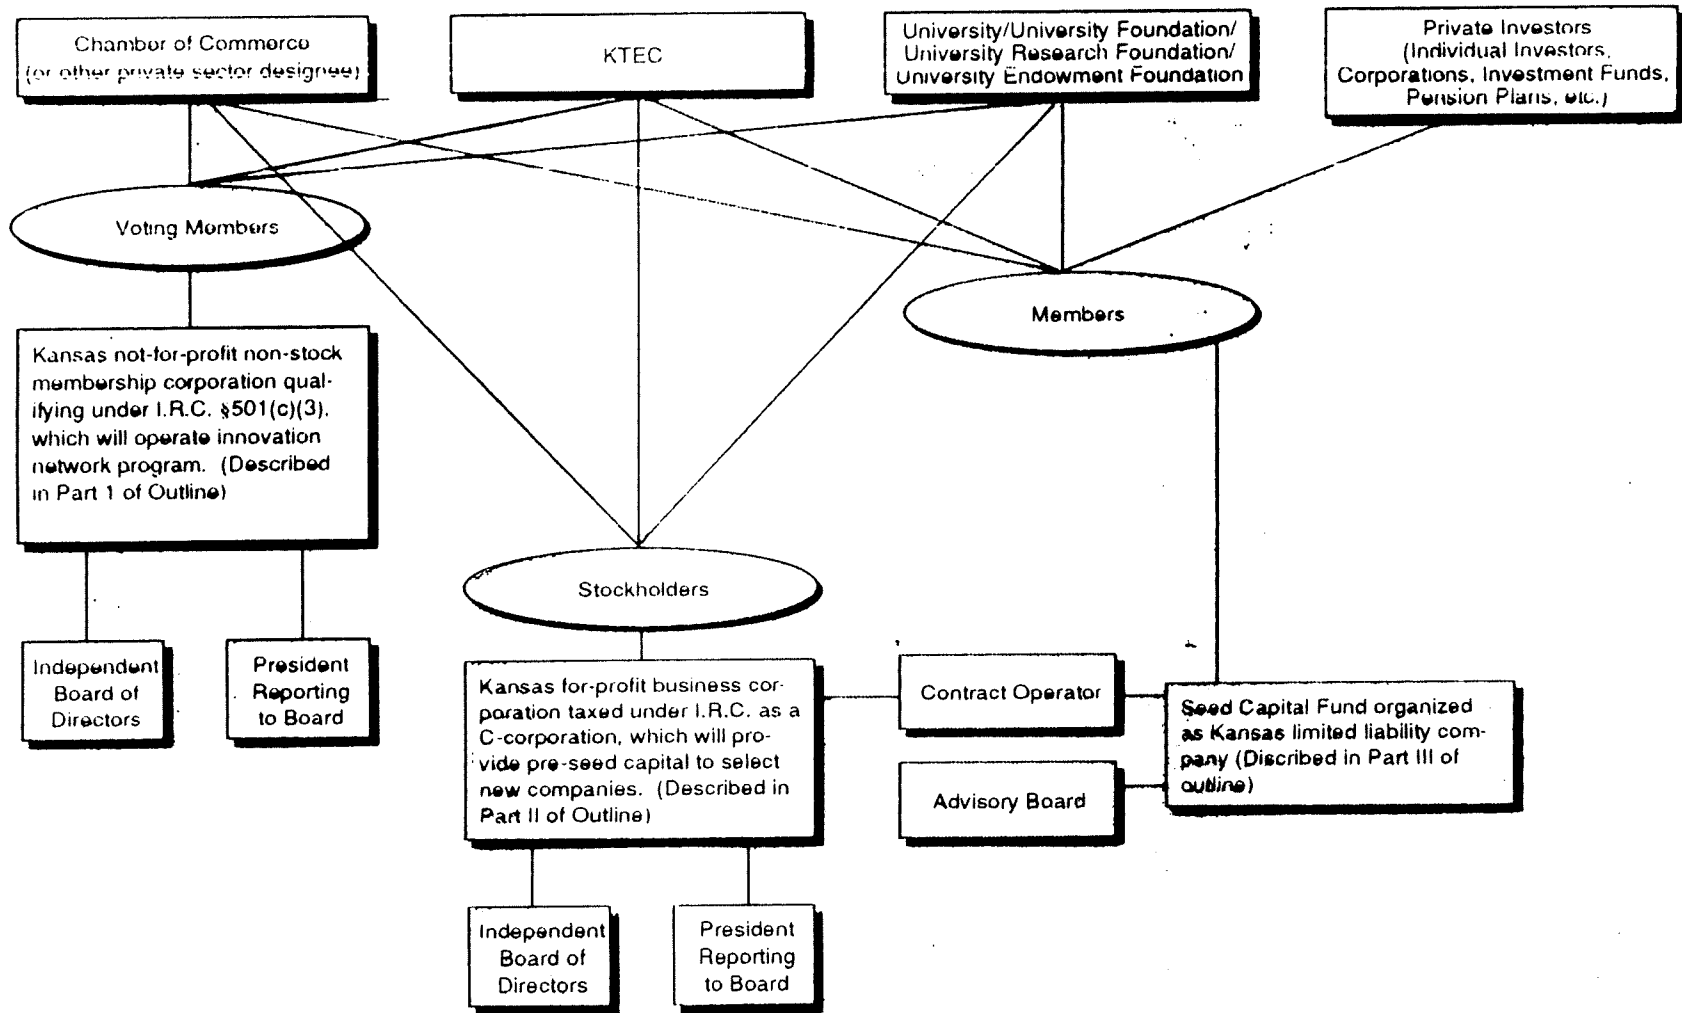 Chamber of Commerce
(or other private sector designee)
KTEC
University/University Foundation/
University Research Foundation/
University Endowment Foundation
Private Investors
(Individual Investors,
Corporations, Investment Funds,
Pension Plans, etc.)
Voting Members
Members
Kansas not-for-profit non-stock
membership corporation qual-
ifying under I.R.C. §501(c)(3),
which will operate innovation
network program. (Described
in Part 1 of Outline)
Independent
Board of
Directors
President
Reporting
to Board
Stockholders
Kansas for-profit business cor-
poration taxed under I.R.C. as a
C-corporation, which will pro-
vide pre-seed capital to select
new companies. (Described in
Part II of Outline)
Contract Operator
Advisory Board
Seed Capital Fund organized
as Kansas limited liability com-
pany (Discribed in Part III of
outline)
Independent
Board of
Directors
President
Reporting
to Board